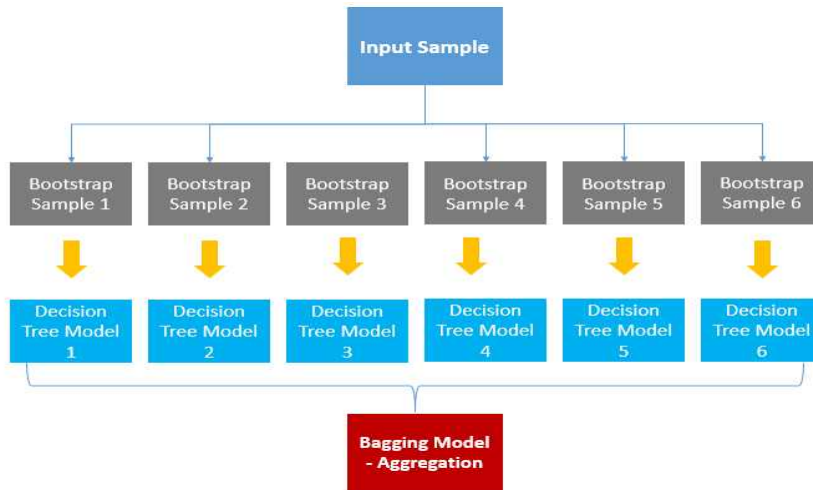 Input Sample
Bootstrap
Sample 1
Bootstrap
Sample 2
Bootstrap
Sample 3
Bootstrap
Sample 4
Bootstrap
Sample 5
Bootstrap
Sample 6
Decision
Tree Model
1
Decision
Tree Model
2
Decision
Tree Model
3
Decision
Tree Model
4
Decision
Tree Model
5
Decision
Tree Model
6
Bagging Model
- Aggregation